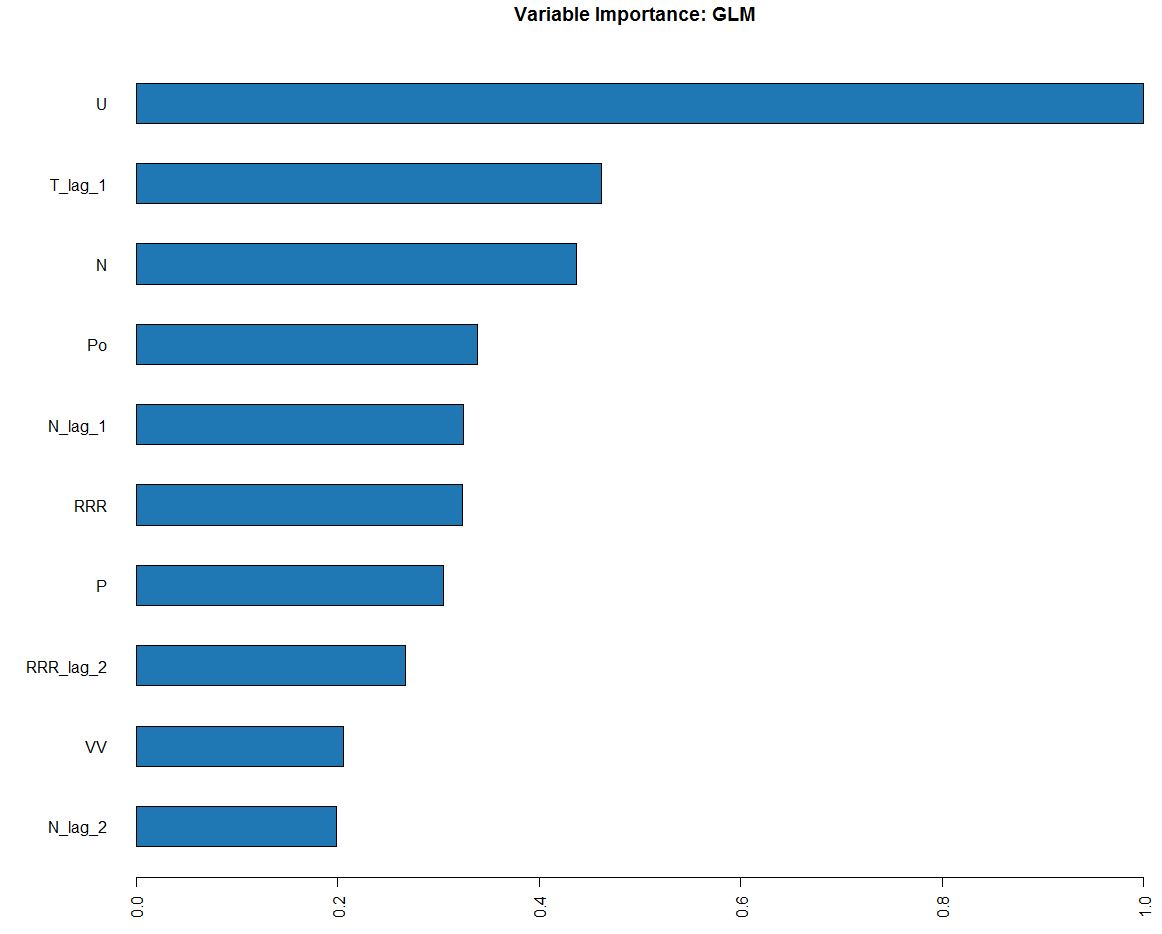 Variable Importance: GLM
U
T_lag_1
N
Po
N_lag_1
RRR
P
RRR_lag_2
VV
N_lag_2
0.0 0.2 0.4 0.6 0.8 1.0